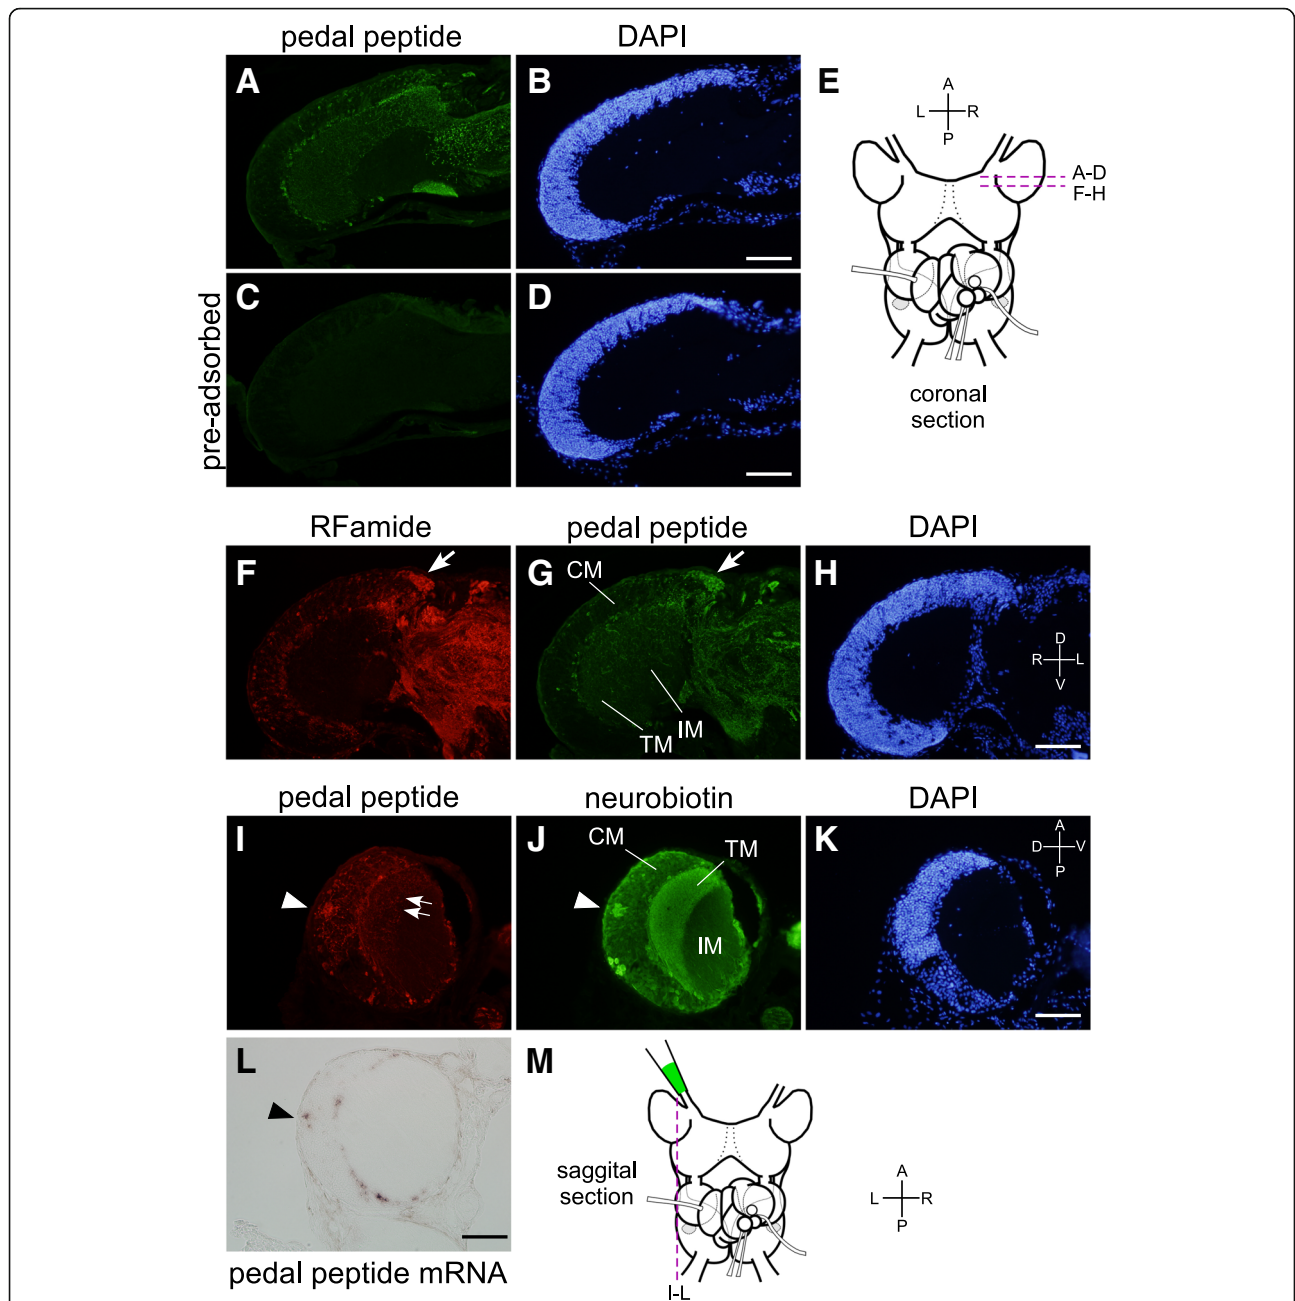 pedal peptide DAPI
A B E
A
L R
P
A-D
F-H
C D
pre-adsorbed
coronal
section
RFamide pedal peptide DAPI
F G H
CM
D
R L
V
IM
TM
pedal peptide neurobiotin DAPI
I J K
CM
TM
A
D V
P
IM
L M
saggital
section
A
L R
P
pedal peptide mRNA
I-L